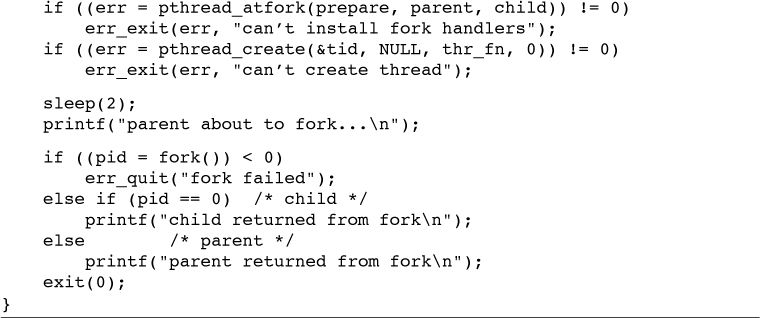 if ((err = pthread_atfork(prepare, parent, child)) != 0)
err_exit(err, "can’t install fork handlers");
if ((err = pthread_create(&tid, NULL, thr_fn, 0)) != 0)
err_exit(err, "can’t create thread");
sleep(2);
printf("parent about to fork...\n");
if ((pid = fork()) < 0)
err_quit("fork failed");
else if (pid == 0)  /* child */
printf("child returned from fork\n");
else        /* parent */
printf("parent returned from fork\n");
exit(0);
}